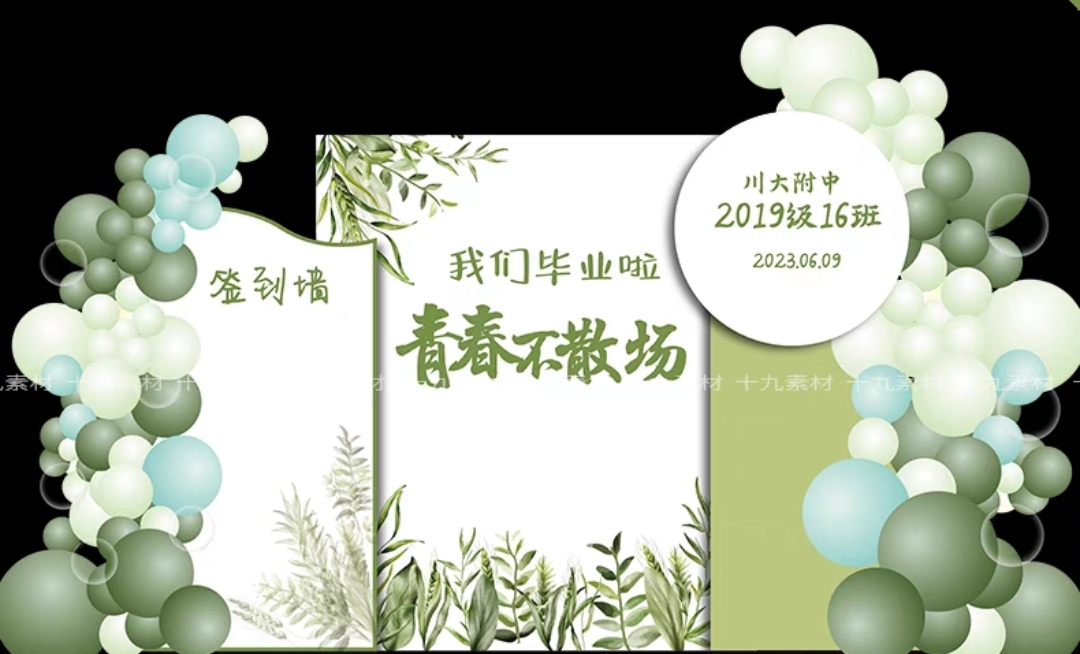 签到墙
我们毕业啦
青春不散场
川大附中
2019级16班
2023.06.09
九素材 十九素材 十
材 十九素材 十九素材 十